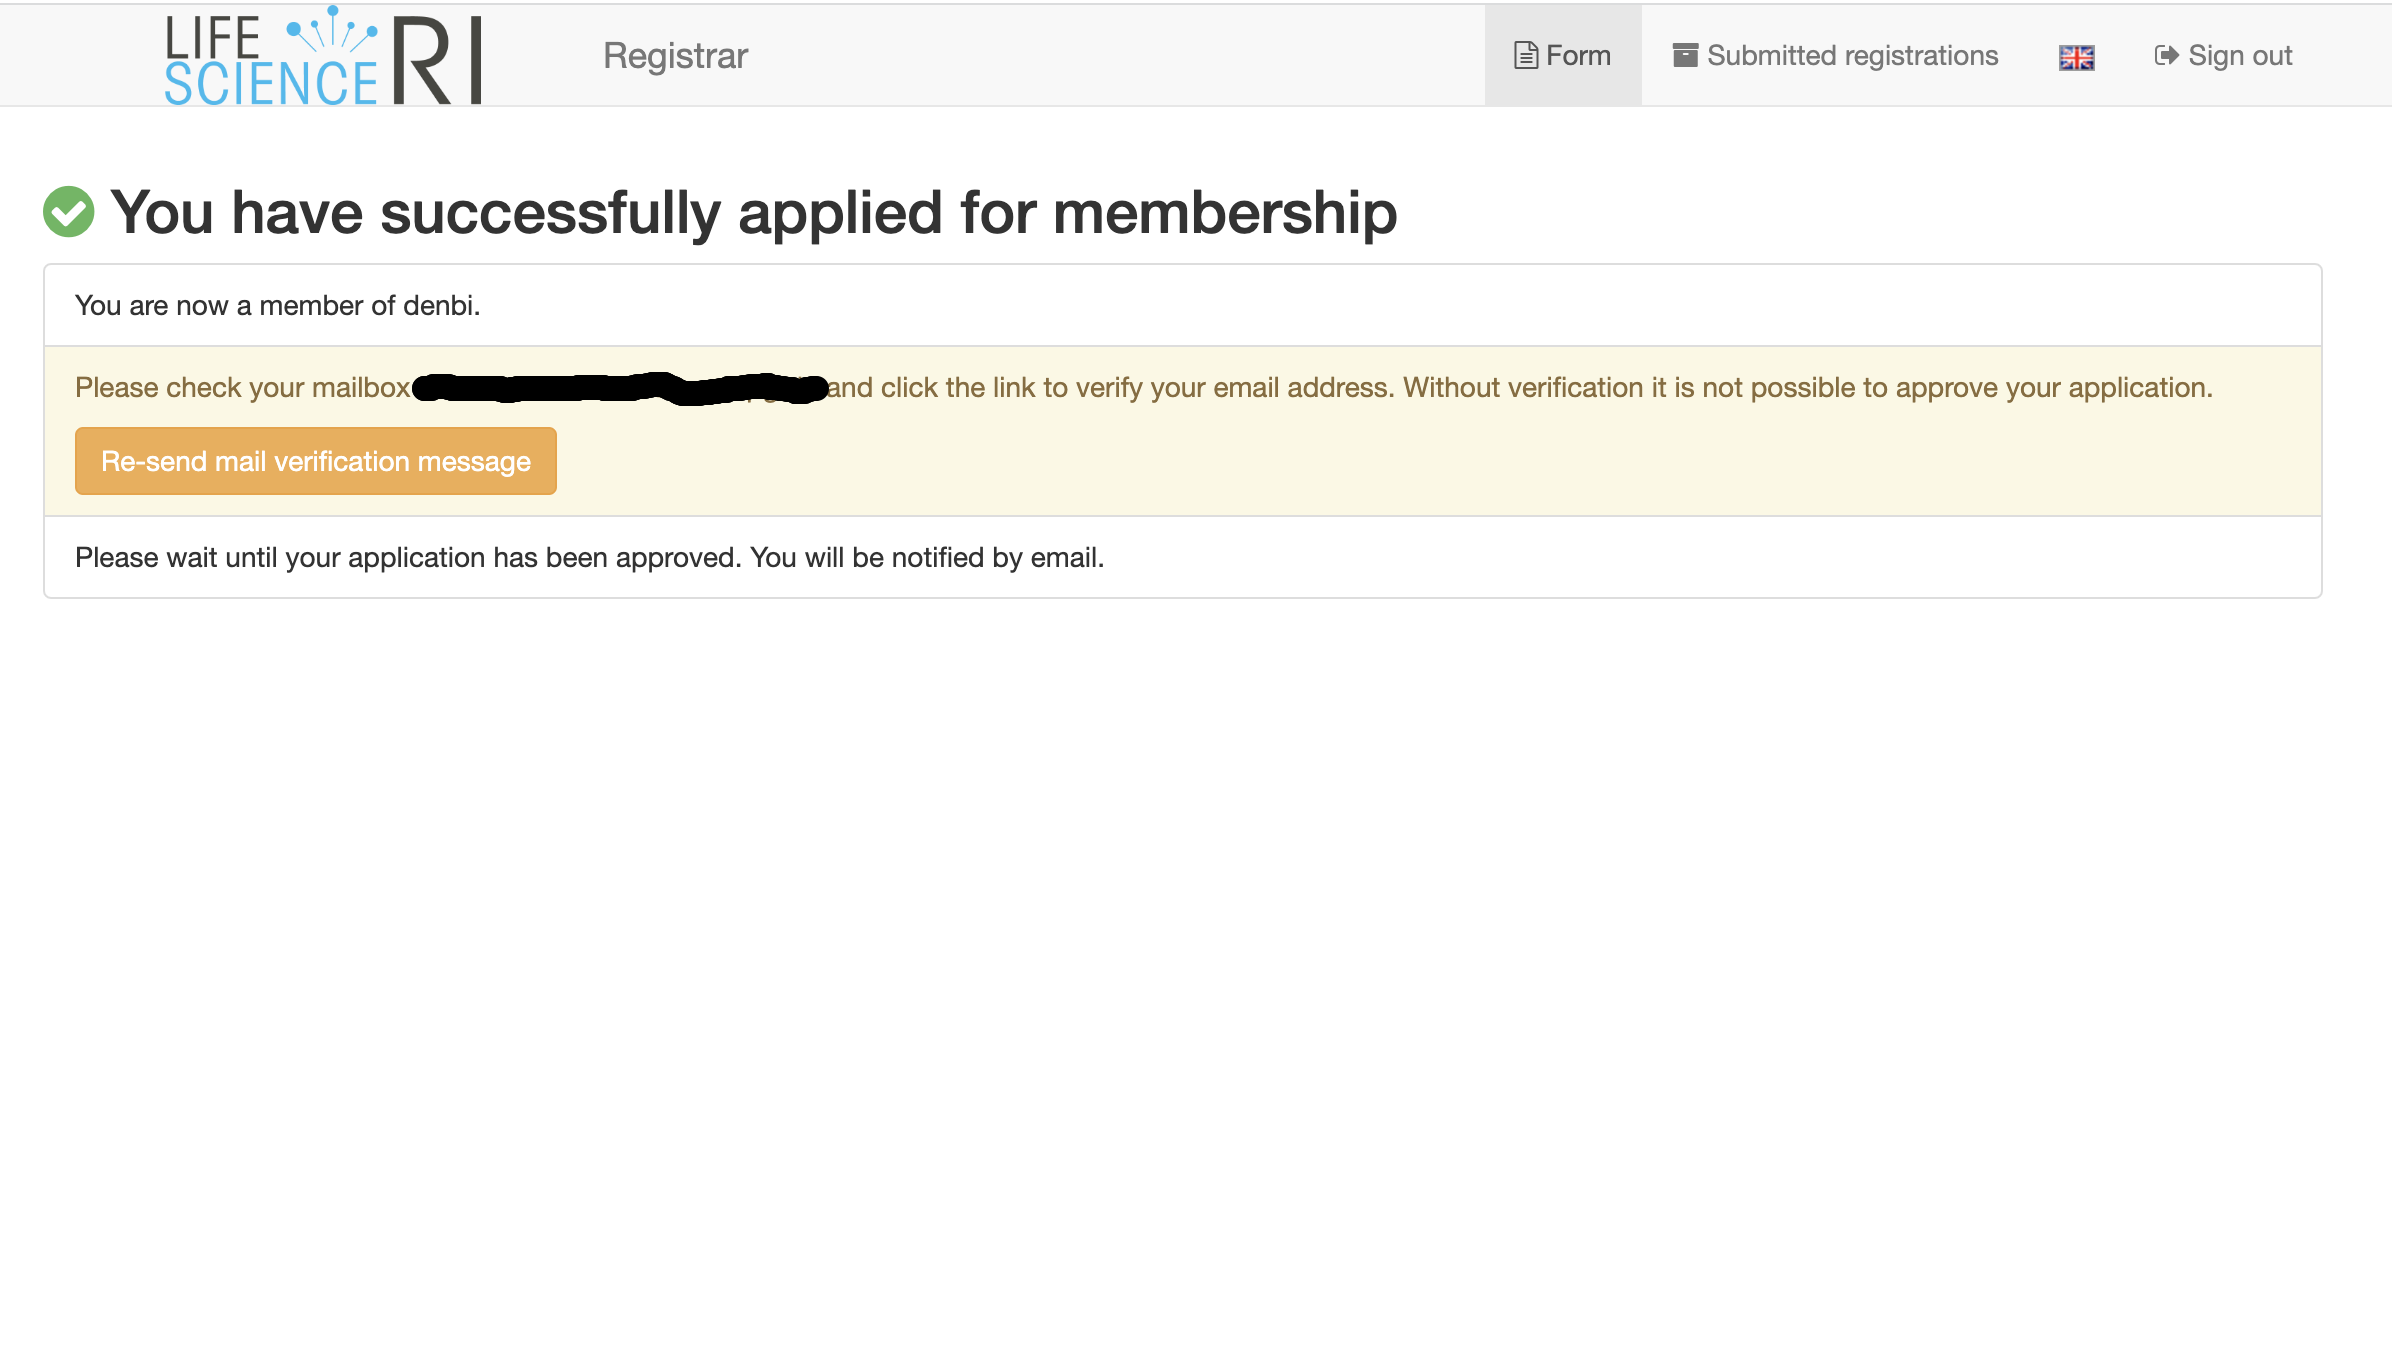 LIFE SCIENCE RI
Registrar
Form
Submitted registrations
Sign out
You have successfully applied for membership
You are now a member of denbi.
Please check your mailbox and click the link to verify your email address. Without verification it is not possible to approve your application.
Re-send mail verification message
Please wait until your application has been approved. You will be notified by email.